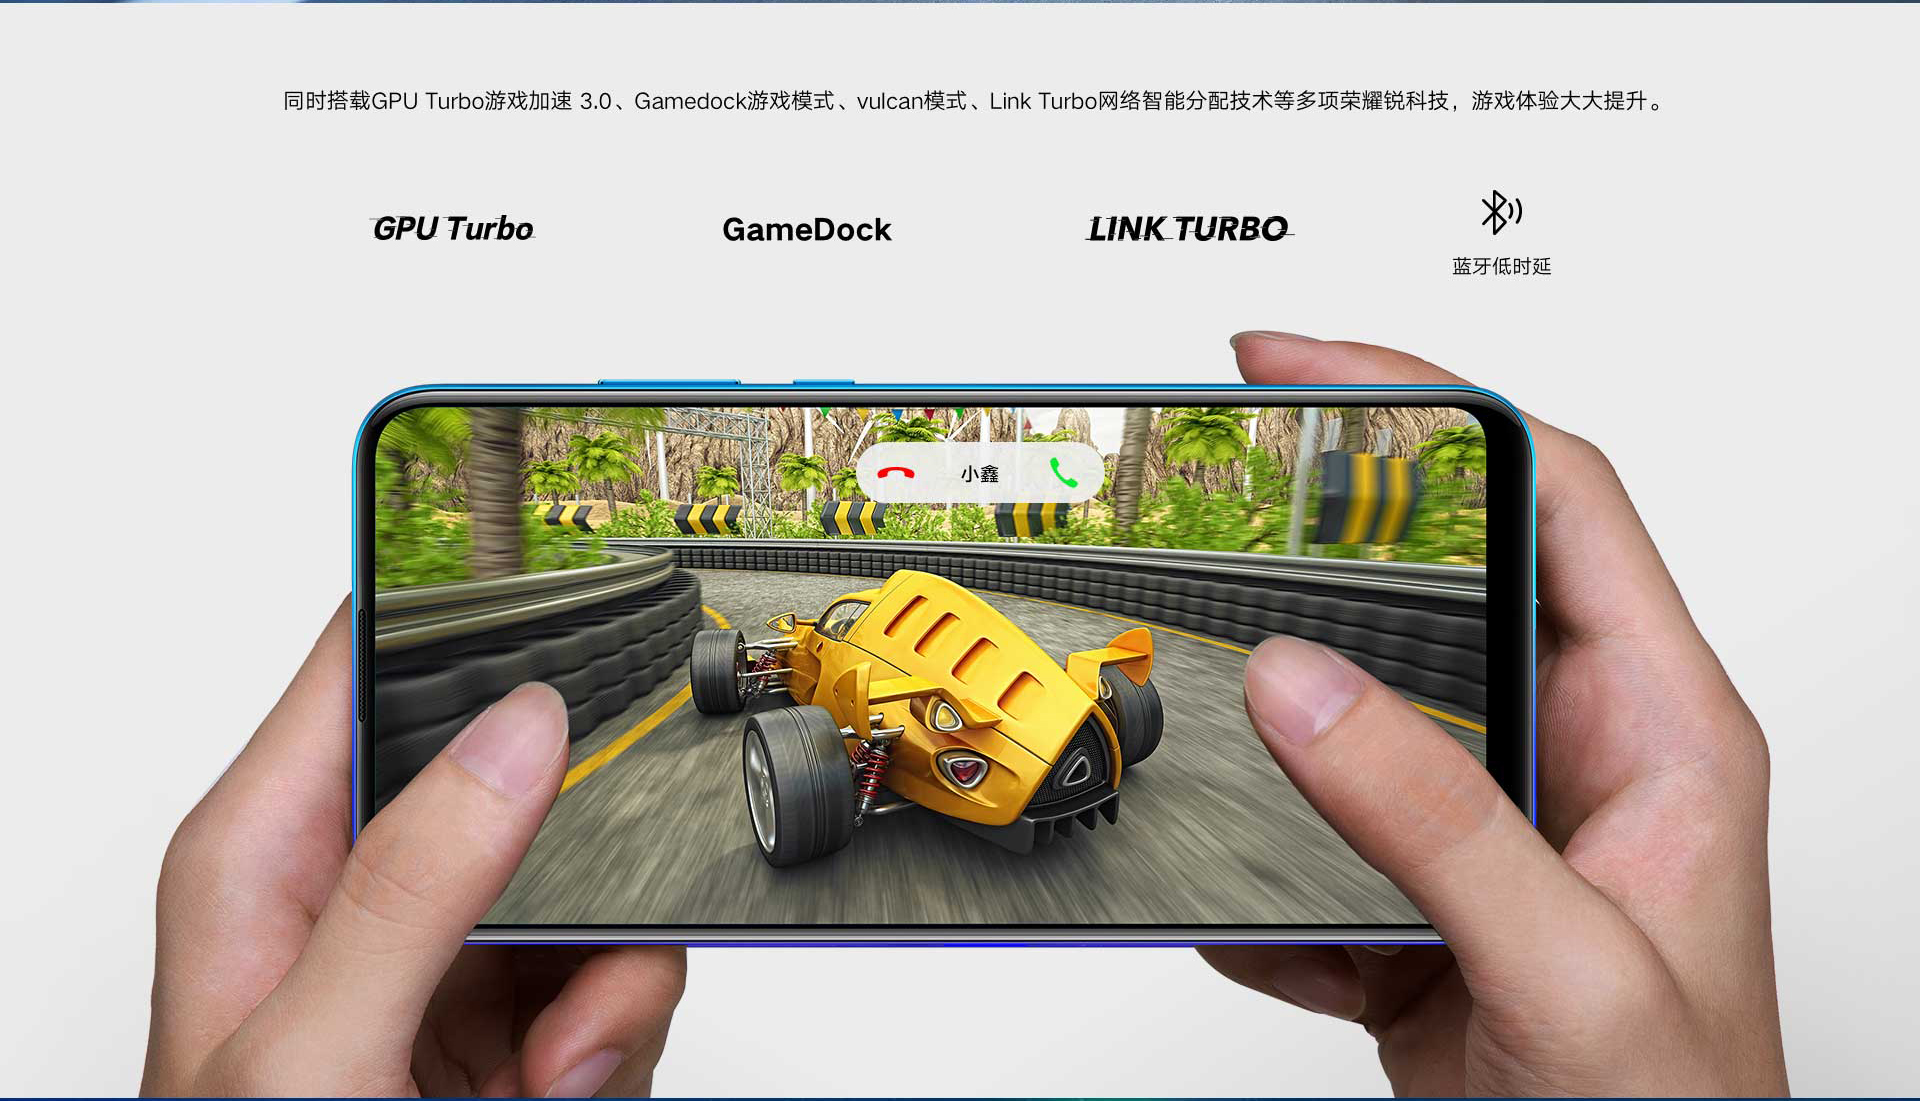 同时搭载GPU Turbo游戏加速 3.0、Gamedock游戏模式、vulcan模式、Link Turbo网络智能分配技术等多项荣耀锐科技，游戏体验大大提升。
GPU Turbo
GameDock
LINK TURBO
蓝牙低时延
小鑫